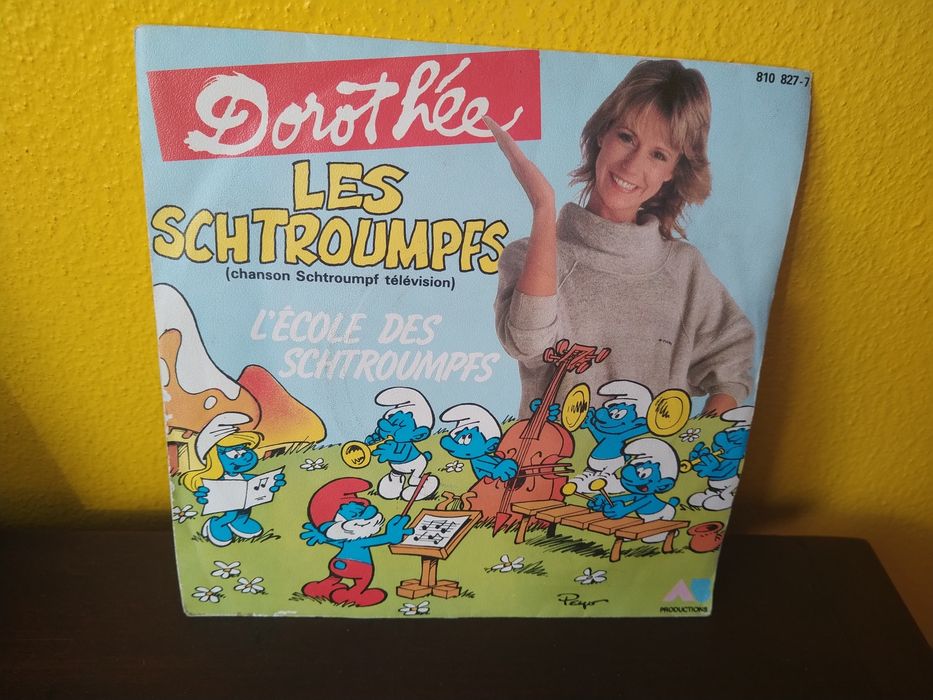 810 827-7
Dorothée
LES
SCHTROUMPFS
(chanson Schtroumpf télévision)
L'ÉCOLE DES
SCHTROUMPFS
Peyo
AB
PRODUCTIONS